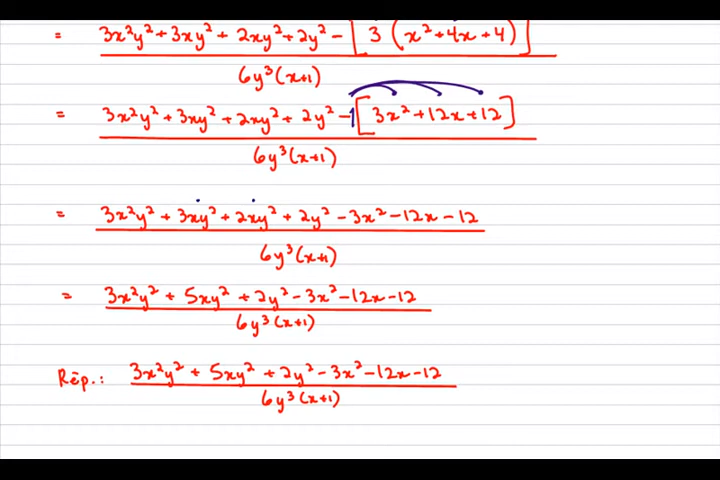 = 3x²y² + 3xy² + 2xy² + 2y² - [3 (x² + 4x + 4)]
6y³(x+1)
= 3x²y² + 3xy² + 2xy² + 2y² - 1[3x² + 12x + 12]
6y³(x+1)
= 3x²y² + 3xy² + 2xy² + 2y² - 3x² - 12x - 12
6y³(x+1)
= 3x²y² + 5xy² + 2y² - 3x² - 12x - 12
6y³(x+1)
Rép.: 3x²y² + 5xy² + 2y² - 3x² - 12x - 12
6y³(x+1)